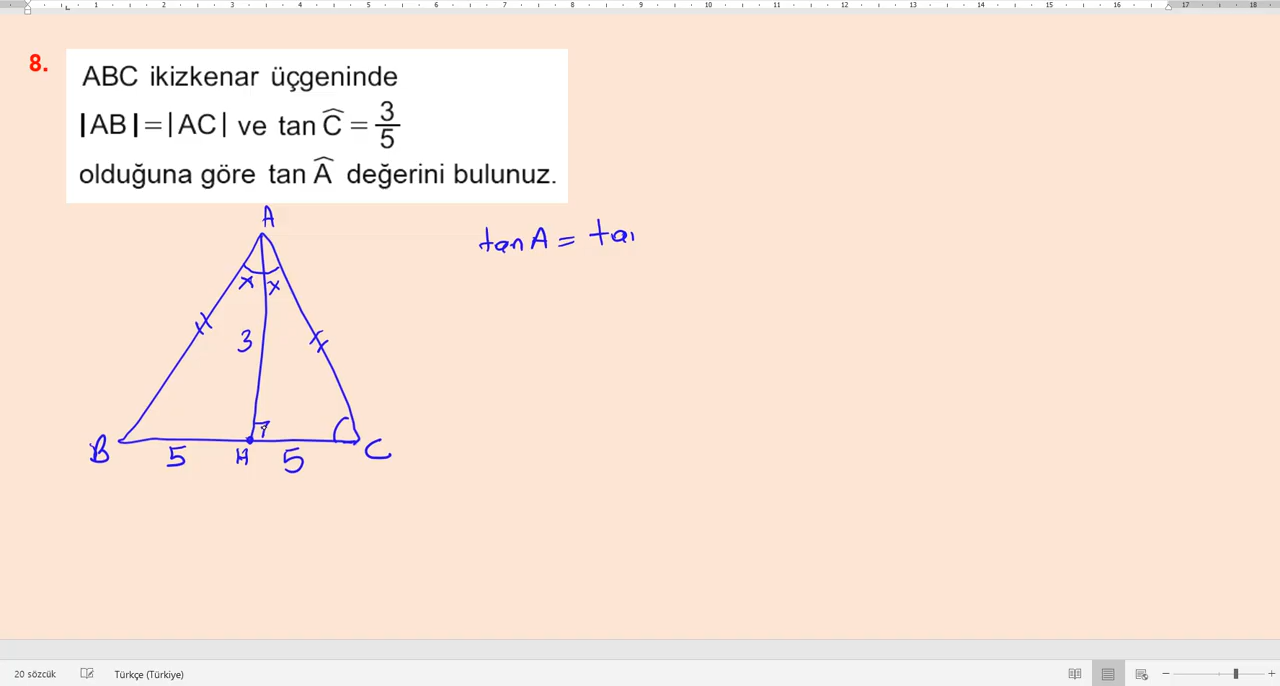 8.
ABC ikizkenar üçgeninde
|AB|=|AC| ve tan Ĉ = 3/5
olduğuna göre tan Â değerini bulunuz.
A
tan A = tan
x x
3
B 5 H 5 C
20 sözcük Türkçe (Türkiye)